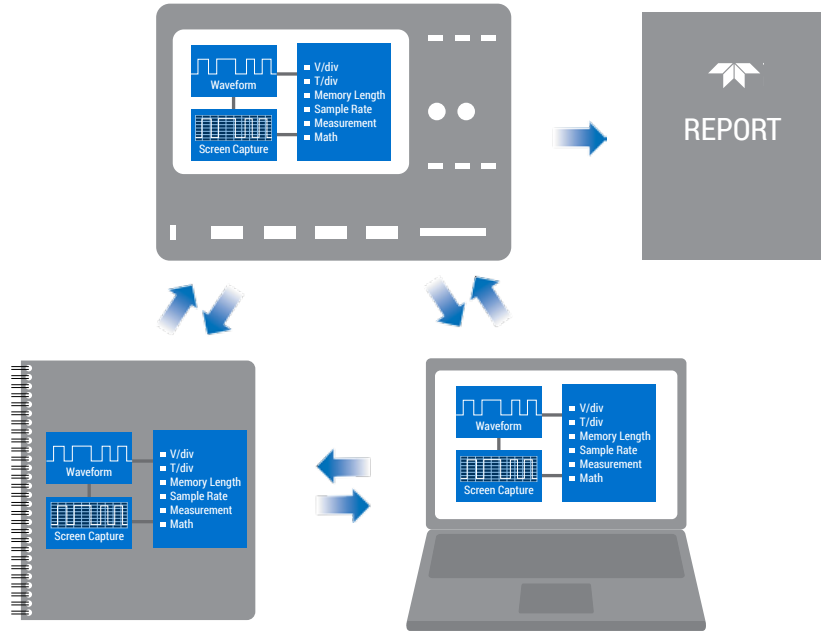 Waveform
Screen Capture
V/div
T/div
Memory Length
Sample Rate
Measurement
Math
REPORT
Waveform
Screen Capture
V/div
T/div
Memory Length
Sample Rate
Measurement
Math
Waveform
Screen Capture
V/div
T/div
Memory Length
Sample Rate
Measurement
Math